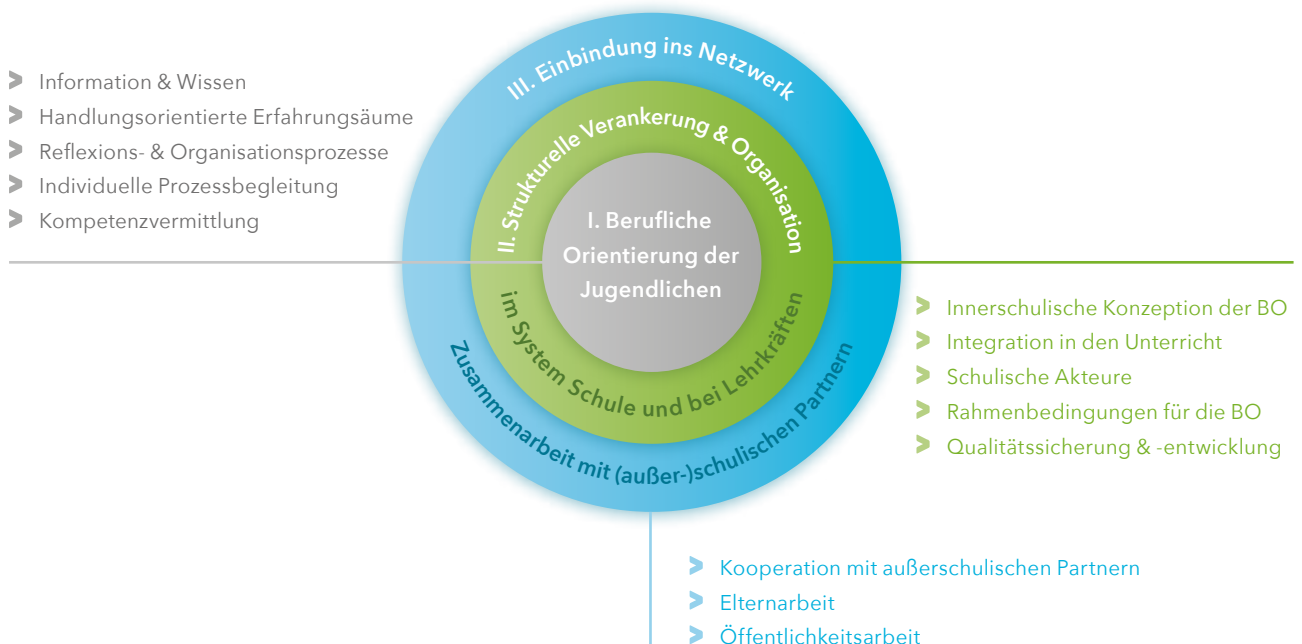 III. Einbindung ins Netzwerk
> Information & Wissen
> Handlungsorientierte Erfahrungsäume
> Reflexions- & Organisationsprozesse
> Individuelle Prozessbegleitung
> Kompetenzvermittlung
II. Strukturelle Verankerung & Organisation
I. Berufliche
Orientierung der
Jugendlichen
im System Schule und bei Lehrkräften
Zusammenarbeit mit (außer-)schulischen Partnern
> Innerschulische Konzeption der BO
> Integration in den Unterricht
> Schulische Akteure
> Rahmenbedingungen für die BO
> Qualitätssicherung & -entwicklung
> Kooperation mit außerschulischen Partnern
> Elternarbeit
> Öffentlichkeitsarbeit